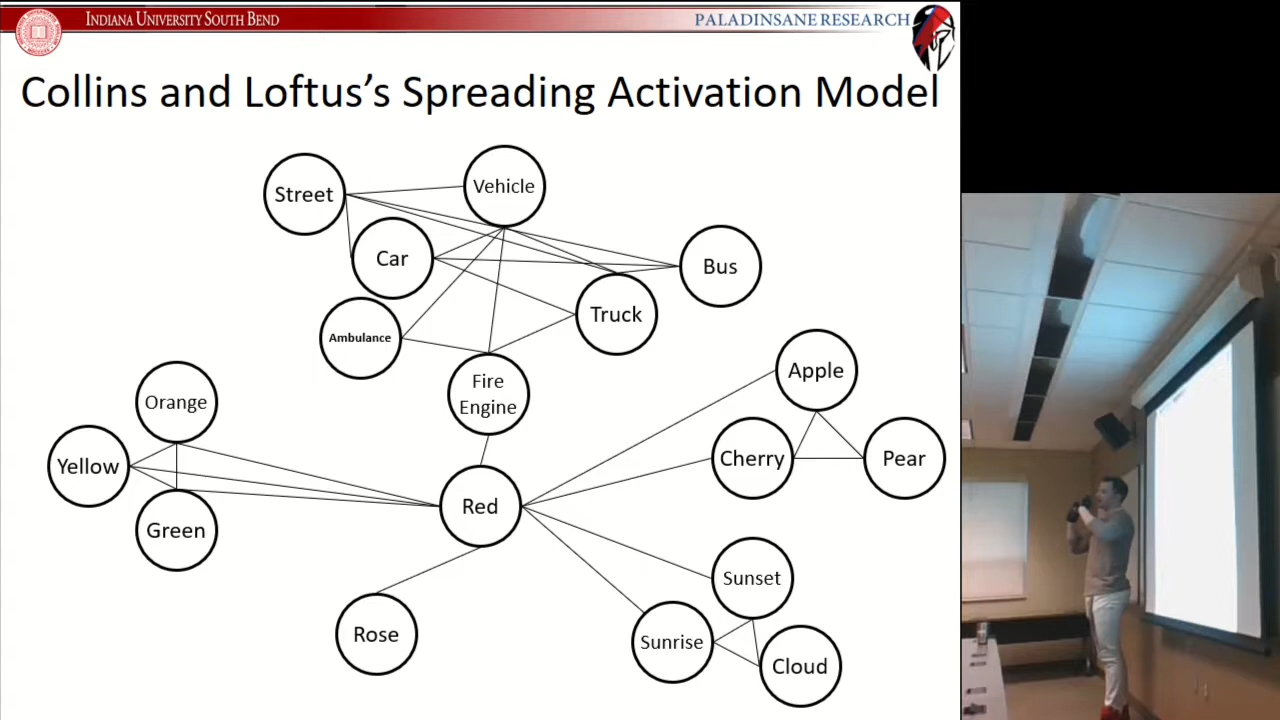 INDIANA UNIVERSITY SOUTH BEND
PALADINSANE RESEARCH
Collins and Loftus's Spreading Activation Model
Street
Vehicle
Car
Bus
Truck
Ambulance
Fire
Engine
Apple
Orange
Yellow
Cherry
Pear
Red
Green
Sunset
Rose
Sunrise
Cloud